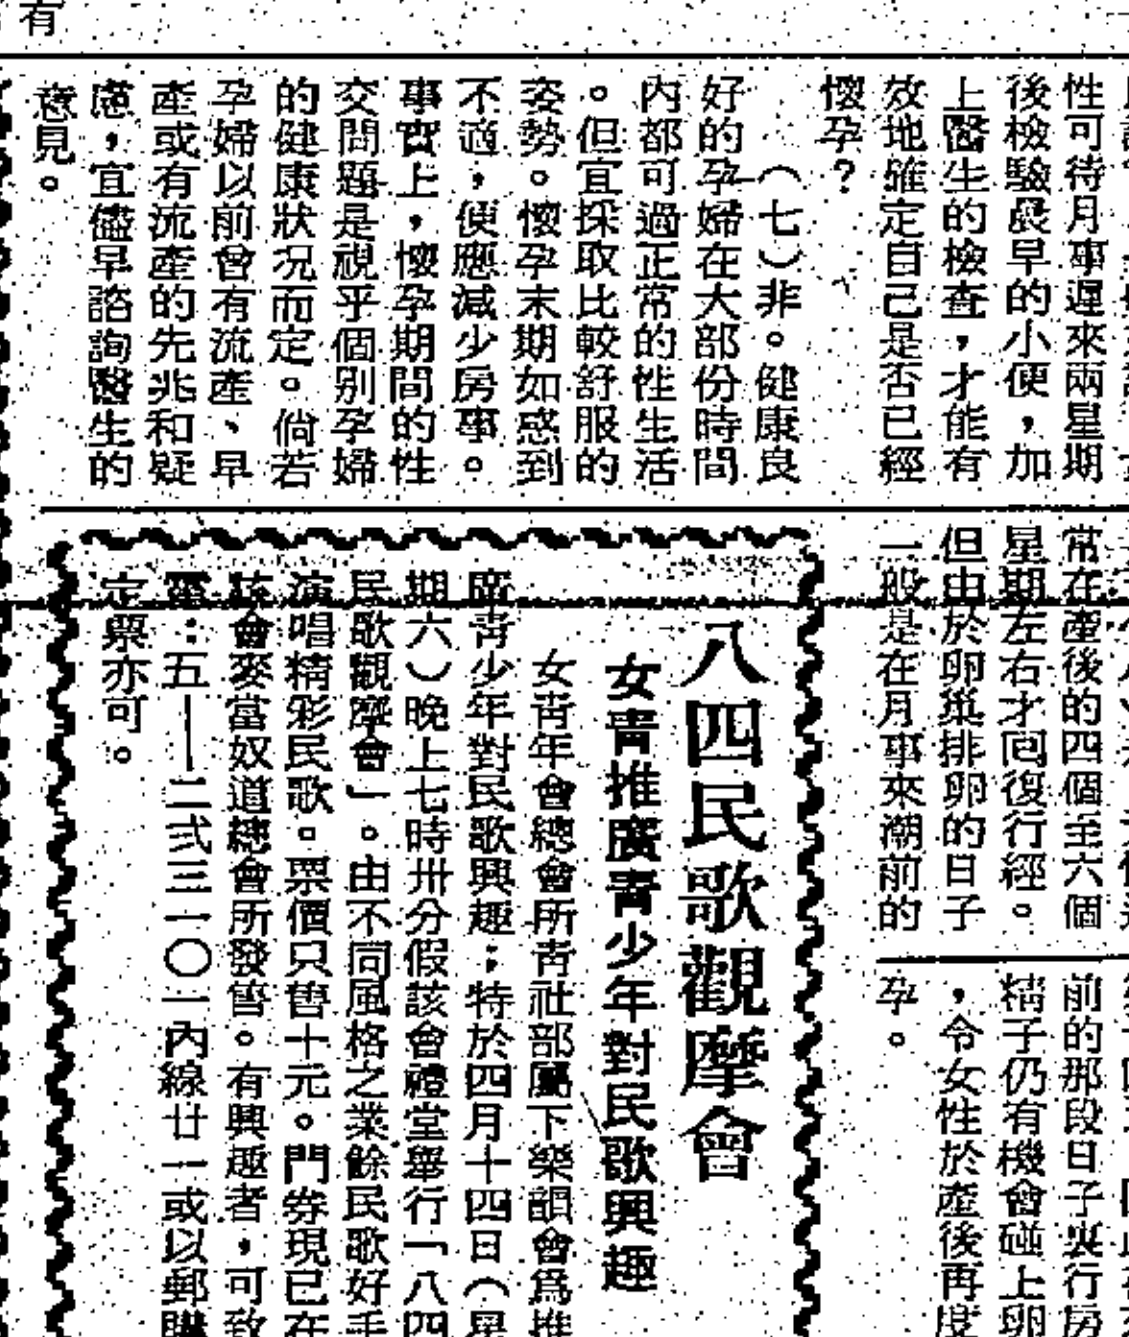 有
性可待月事遲來兩星期
後檢驗晨早的小便，加
上醫生的檢查，才能有
效地確定自己是否已經
懷孕？
（七）非。健康良
好的孕婦在大部份時間
內都可過正常的性生活
。但宜採取比較舒服的
姿勢。懷孕末期如感到
不適，便應減少房事。
事實上，懷孕期間的性
交問題是視乎個別孕婦
的健康狀況而定。倘若
孕婦以前曾有流產、早
產或有流產的先兆和疑
慮，宜儘早諮詢醫生的
意見。
常在產後的四個至六個
星期左右才回復行經。
但由於卵巢排卵的日子
一般是在月事來潮前的
前的那段日子裏行房
精子仍有機會碰上卵
，令女性於產後再度
孕。
八四民歌觀摩會
女青推廣青少年對民歌興趣
女青年會總會所青社部屬下樂韻會為推
廣青少年對民歌興趣；特於四月十四日（星
期六）晚上七時卅分假該會禮堂舉行「八四
民歌觀摩會」。由不同風格之業餘民歌好手
演唱精彩民歌。票價只售十元。門券現已在
該會麥當奴道總會所發售。有興趣者，可致
電：五——二弍三一〇一內線廿一或以郵購
定票亦可。